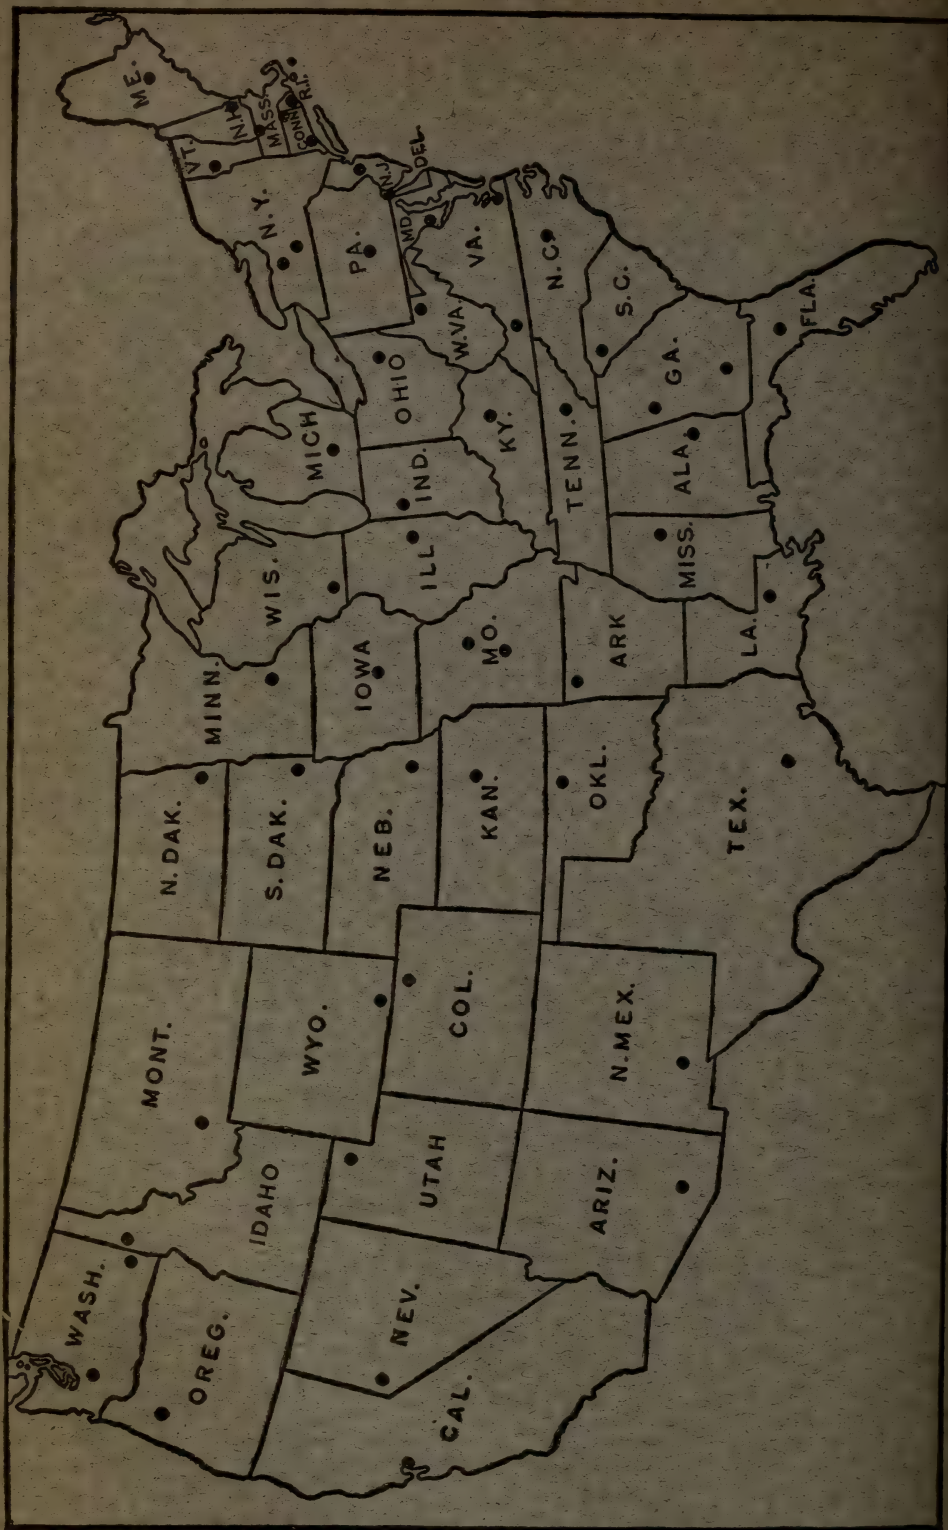 WASH.
OREG.
CAL.
NEV.
IDAHO
MONT.
WYO.
UTAH
ARIZ.
COL.
N.MEX.
N.DAK.
S.DAK.
NEB.
KAN.
OKL.
TEX.
MINN.
IOWA
MO.
ARK
LA.
WIS.
ILL
MICH
IND.
OHIO
KY.
TENN.
MISS.
ALA.
GA.
FLA.
S.C.
N.C.
VA.
W.VA.
MD.
DEL.
PA.
N.J.
N.Y.
VT.
N.H.
MASS.
CONN.
R.I.
ME.